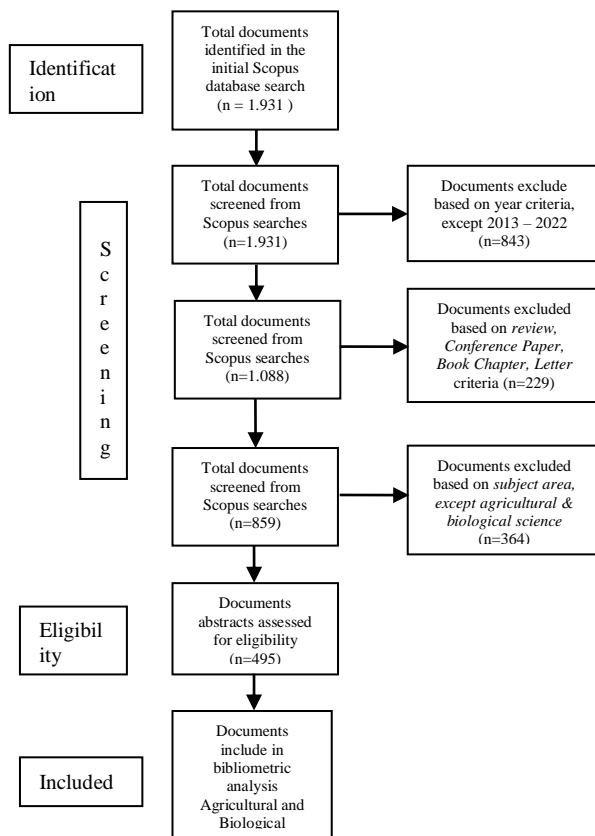 Total documents
identified in the
initial Scopus
database search
(n = 1.931 )
Identificat
ion
Total documents
screened from
Scopus searches
(n=1.931)
Documents exclude
based on year criteria,
except 2013 – 2022
(n=843)
S
c
r
e
e
n
i
n
g
Total documents
screened from
Scopus searches
(n=1.088)
Documents excluded
based on review,
Conference Paper,
Book Chapter, Letter
criteria (n=229)
Total documents
screened from
Scopus searches
(n=859)
Documents excluded
based on subject area,
except agricultural &
biological science
(n=364)
Eligibil
ity
Documents
abstracts assessed
for eligibility
(n=495)
Included
Documents
include in
bibliometric
analysis
Agricultural and
Biological